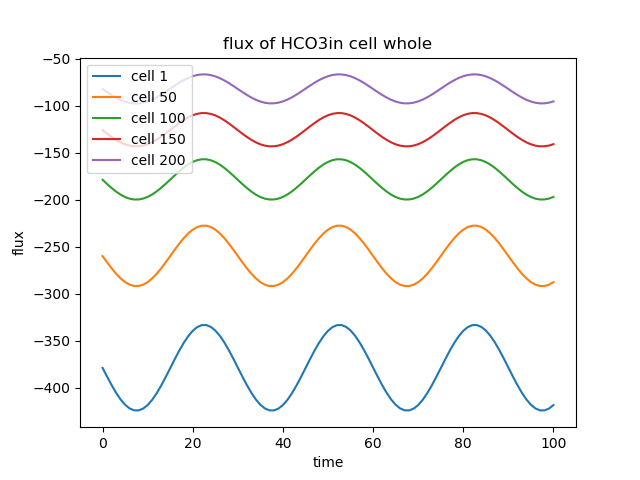 flux of HCO3in cell whole
−50
−100
−150
−200
−250
−300
−350
−400
flux
cell 1
cell 50
cell 100
cell 150
cell 200
0
20
40
60
80
100
time